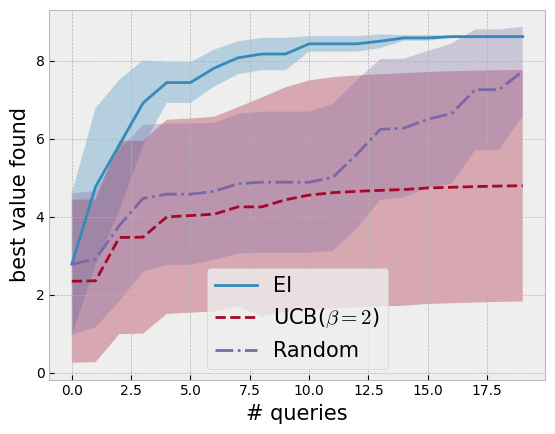 8
6
4
2
0
best value found
EI
UCB(β = 2)
Random
0.0 2.5 5.0 7.5 10.0 12.5 15.0 17.5
# queries